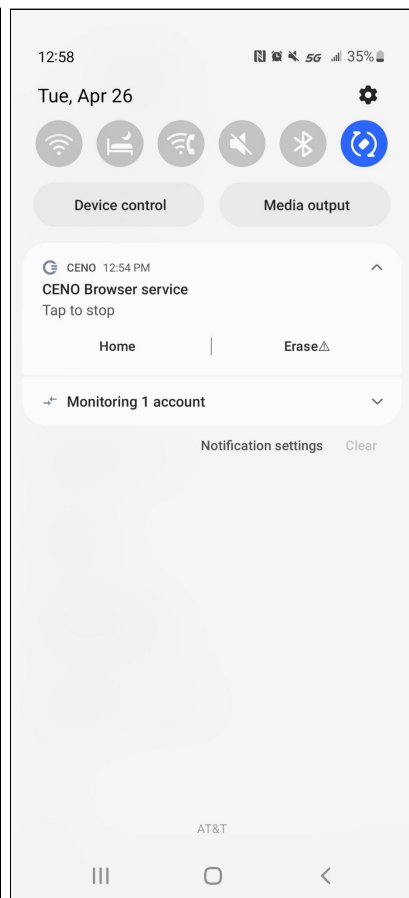 12:58 5G 35%
Tue, Apr 26
Device control Media output
CENO 12:54 PM
CENO Browser service
Tap to stop
Home Erase⚠
Monitoring 1 account
Notification settings Clear
AT&T